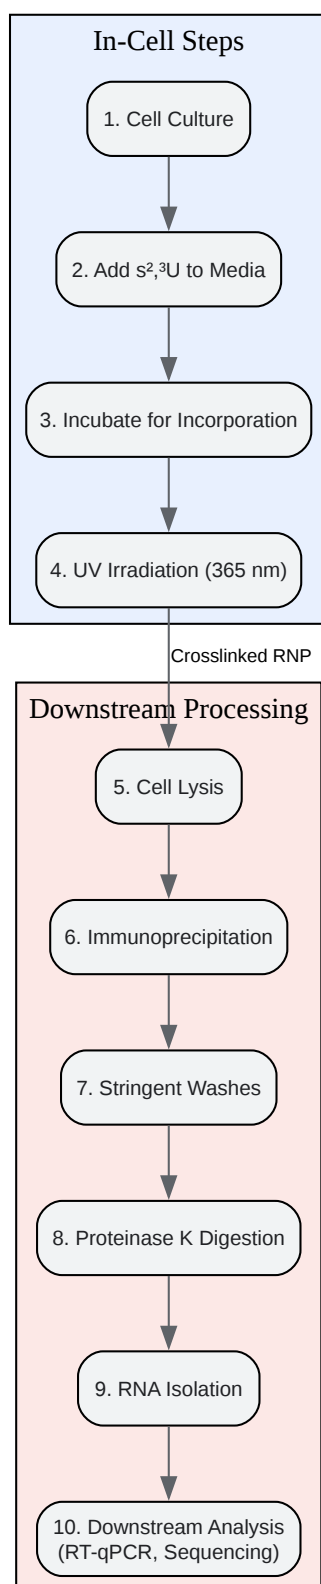 In-Cell Steps
1. Cell Culture
2. Add s²,³U to Media
3. Incubate for Incorporation
4. UV Irradiation (365 nm)
Crosslinked RNP
Downstream Processing
5. Cell Lysis
6. Immunoprecipitation
7. Stringent Washes
8. Proteinase K Digestion
9. RNA Isolation
10. Downstream Analysis
(RT-qPCR, Sequencing)